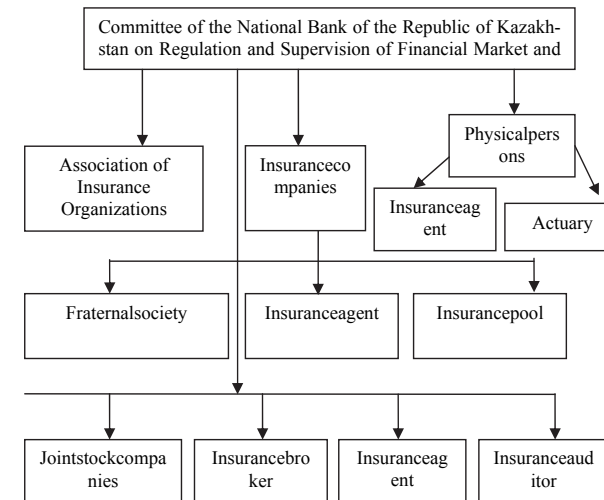 Committee of the National Bank of the Republic of Kazakh-
stan on Regulation and Supervision of Financial Market and
Physicalpers
ons
Association of
Insurance
Organizations
Insuranceco
mpanies
Insuranceag
ent
Actuary
Fraternalsociety
Insuranceagent
Insurancepool
Jointstockcompa
nies
Insurancebro
ker
Insuranceag
ent
Insuranceaud
itor